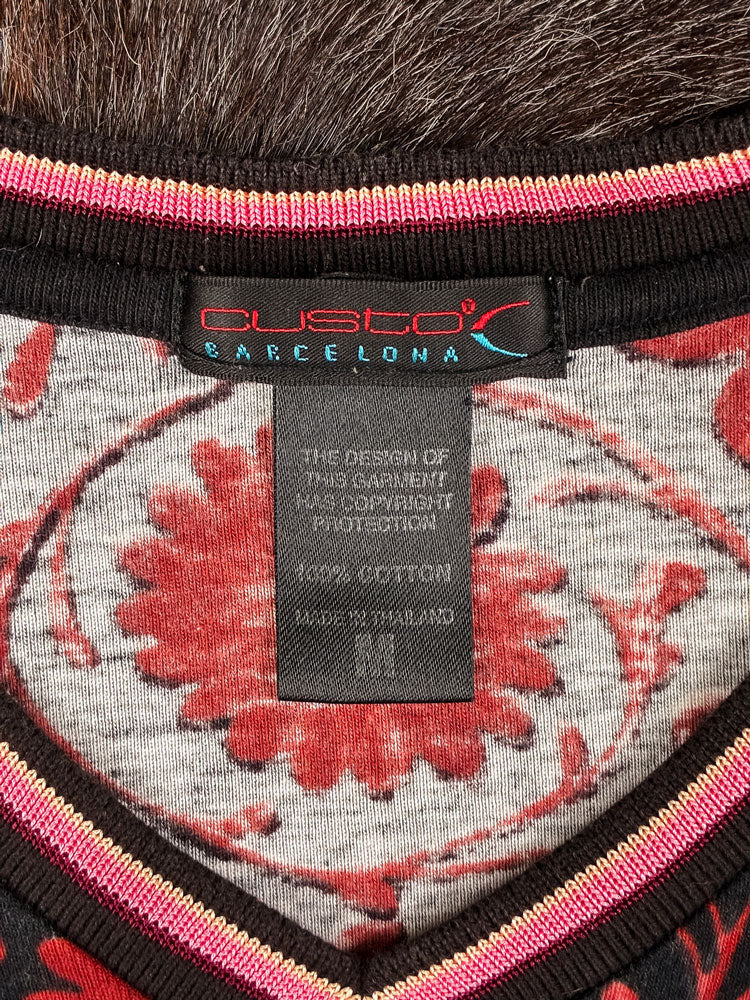 custo
BARCELONA
THE DESIGN OF
THIS GARMENT
HAS COPYRIGHT
PROTECTION
100% COTTON
MADE IN THAILAND
M